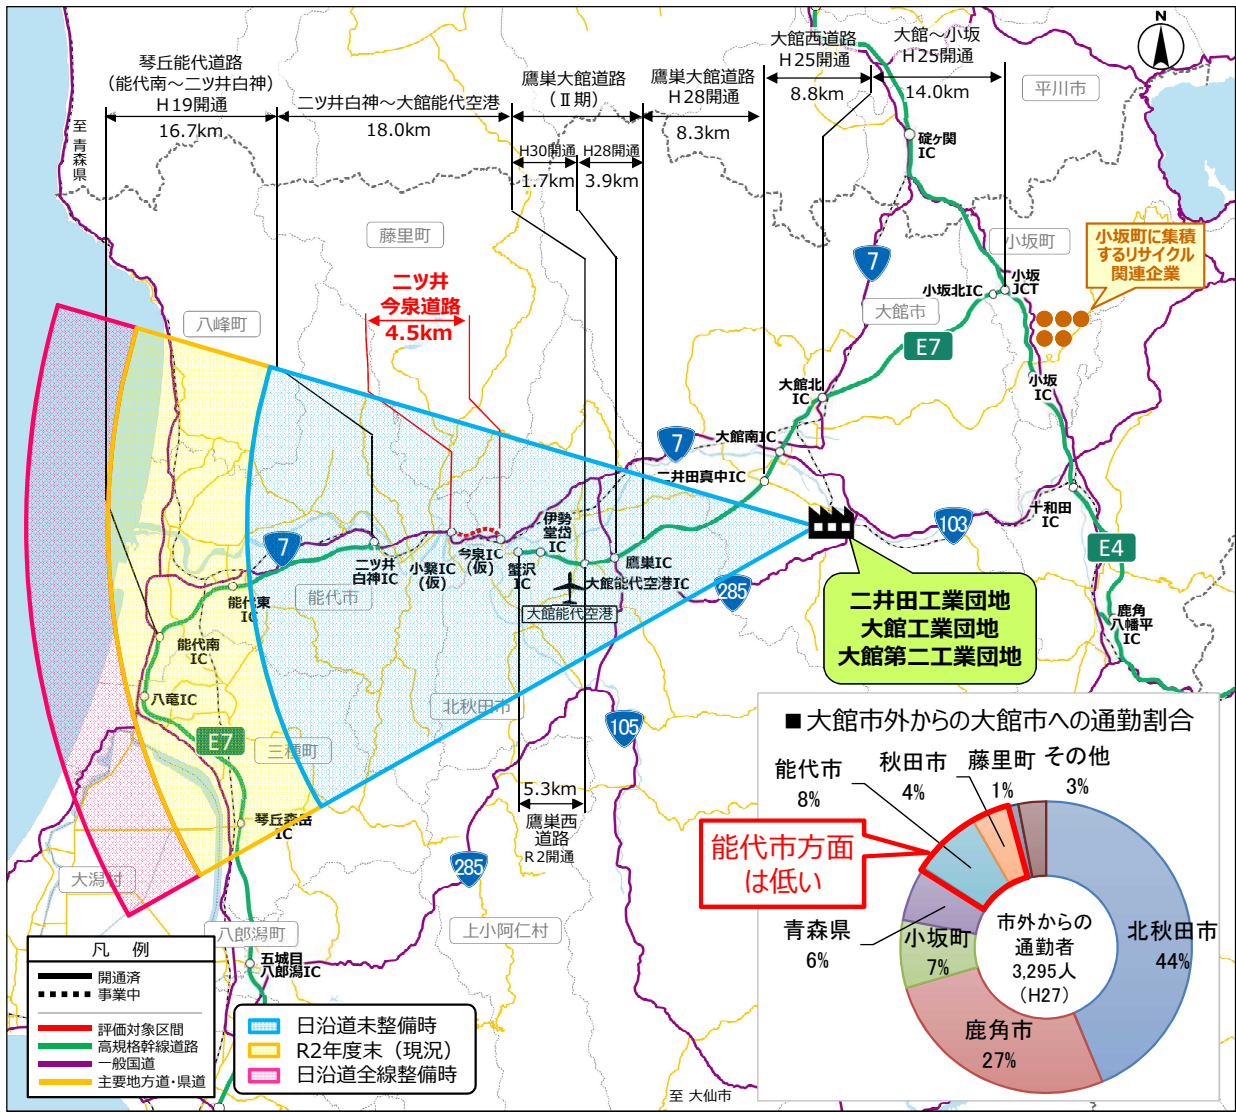 琴丘能代道路
(能代南～二ツ井白神)
H19開通
16.7km
二ツ井白神～大館能代空港
18.0km
鷹巣大館道路
(Ⅱ期)
H30開通
1.7km
H28開通
3.9km
鷹巣大館道路
H28開通
8.3km
大館西道路
H25開通
8.8km
大館～小坂
H25開通
14.0km
N
至 青森県
平川市
碇ヶ関
IC
藤里町
小坂町
小坂町に集積
するリサイクル
関連企業
7
小坂
JCT
小坂北IC
大館市
E7
八峰町
二ツ井
今泉道路
4.5km
小坂
IC
大館北
IC
大館南IC
7
二井田真中IC
十和田
IC
103
E4
7
二ツ井
白神IC
小繋IC
(仮)
今泉IC
(仮)
伊勢
堂岱
IC
蟹沢
IC
鷹巣IC
大館能代空港IC
大館能代空港
285
能代市
能代東
IC
能代南
IC
八竜IC
二井田工業団地
大館工業団地
大館第二工業団地
鹿角
八幡平
IC
北秋田市
105
E7
三種町
5.3km
鷹巣西
道路
R2開通
琴丘森岳
IC
285
大潟村
八郎潟町
上小阿仁村
五城目
八郎潟IC
至 大仙市
凡 例
開通済
事業中
評価対象区間
高規格幹線道路
一般国道
主要地方道・県道
日沿道未整備時
R2年度末（現況）
日沿道全線整備時
■大館市外からの大館市への通勤割合
能代市
8%
秋田市
4%
藤里町
1%
その他
3%
能代市方面
は低い
青森県
6%
小坂町
7%
市外からの
通勤者
3,295人
(H27)
北秋田市
44%
鹿角市
27%